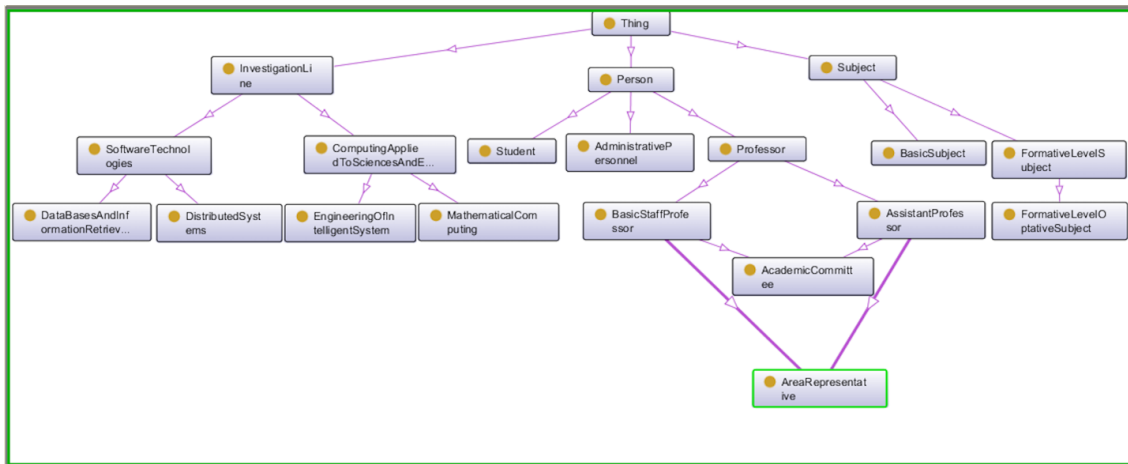 Thing
InvestigationLi
ne
Person
Subject
SoftwareTechnol
ogies
ComputingApplie
dToSciencesAndE...
Student
AdministrativeP
ersonnel
Professor
BasicSubject
FormativeLevelS
ubject
DataBasesAndInf
ormationRetriev...
DistributedSyst
ems
EngineeringOfIn
telligentSystem
MathematicalCom
puting
BasicStaffProfe
ssor
AssistantProfes
sor
FormativeLevelO
ptativeSubject
AcademicCommitt
ee
AreaRepresentat
ive